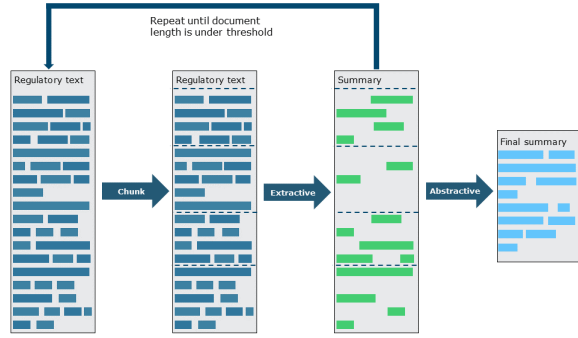 Repeat until document
length is under threshold
Regulatory text
Regulatory text
Summary
Final summary
Chunk
Extractive
Abstractive